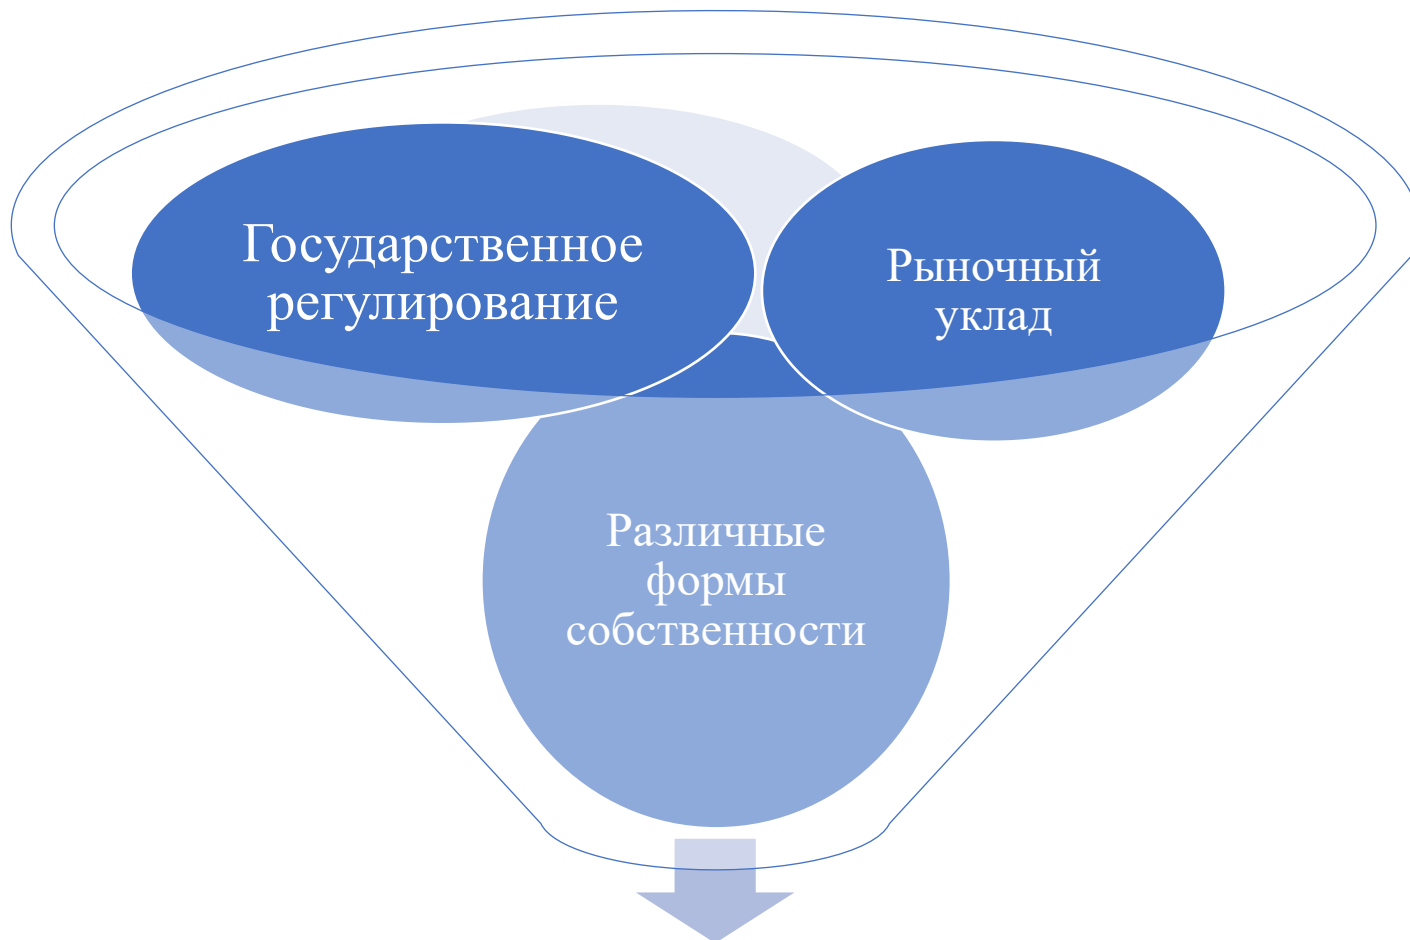 Государственное
регулирование
Рыночный
уклад
Различные
формы
собственности